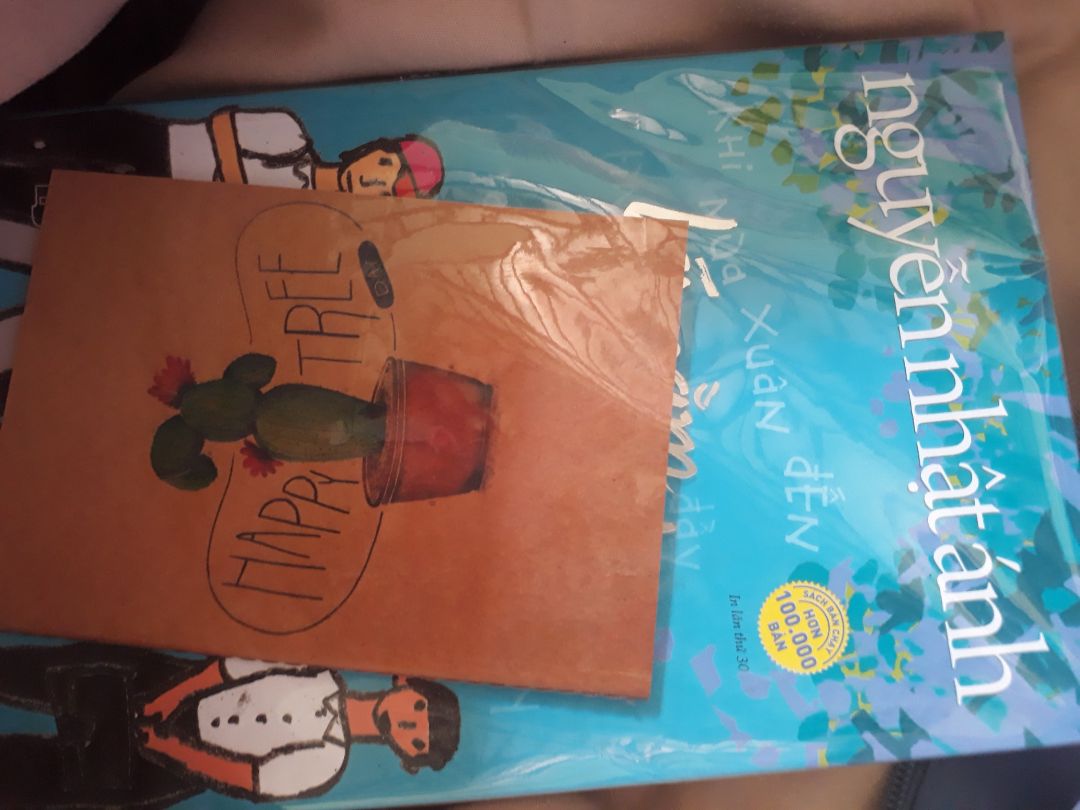 nguyễn nhật ánh
KHI MÙA XUÂN ĐẾN
SÁCH BÁN CHẠY
HƠN
100.000
BẢN
In lần thứ 30
HAPPY TREE
DAY